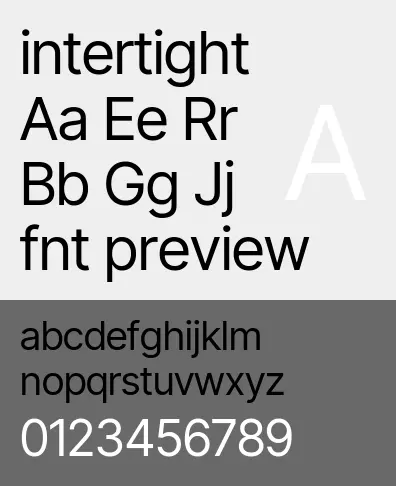 intertight
Aa Ee Rr
Bb Gg Jj
A
fnt preview
abcdefghijklm
nopqrstuvwxyz
0123456789